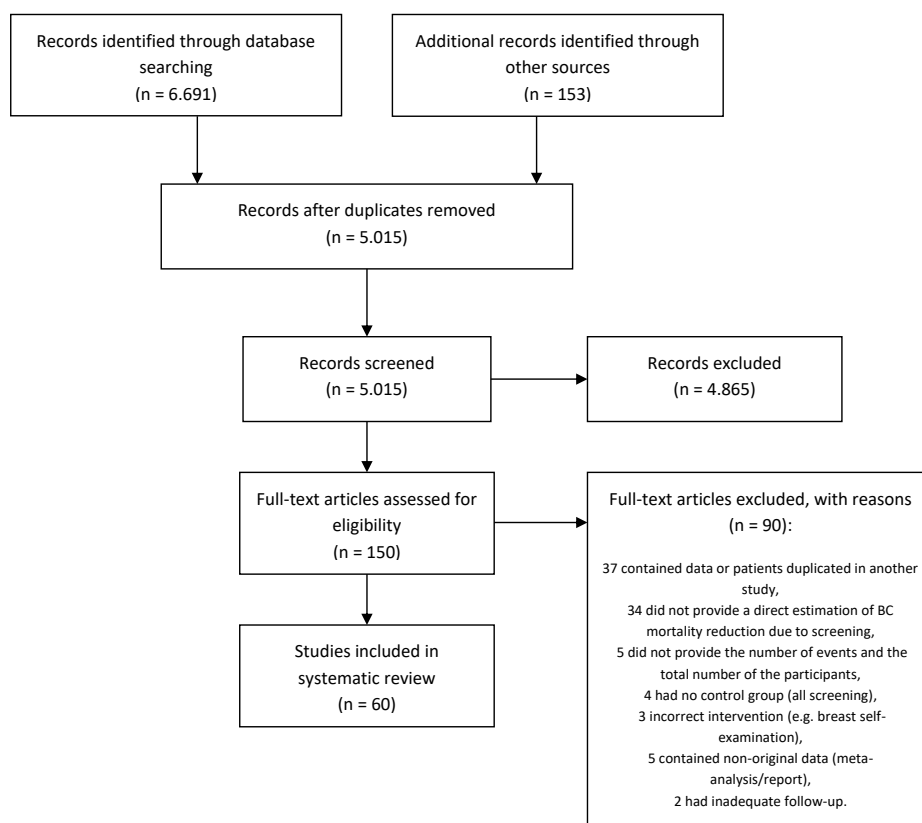 Records identified through database
searching
(n = 6.691)
Additional records identified through
other sources
(n = 153)
Records after duplicates removed
(n = 5.015)
Records screened
(n = 5.015)
Records excluded
(n = 4.865)
Full-text articles assessed for
eligibility
(n = 150)
Full-text articles excluded, with reasons
(n = 90):
37 contained data or patients duplicated in another
study,
34 did not provide a direct estimation of BC
mortality reduction due to screening,
5 did not provide the number of events and the
total number of the participants,
4 had no control group (all screening),
3 incorrect intervention (e.g. breast self-
examination),
5 contained non-original data (meta-
analysis/report),
2 had inadequate follow-up.
Studies included in
systematic review
(n = 60)